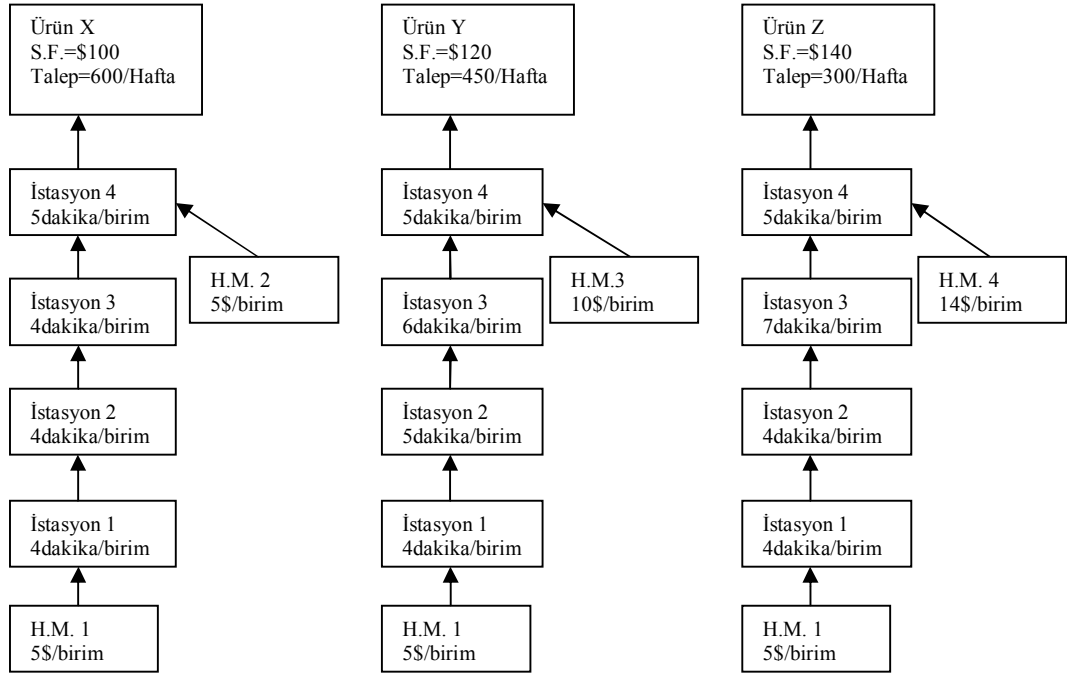 Ürün X
S.F.=$100
Talep=600/Hafta
İstasyon 4
5dakika/birim
H.M. 2
5$/birim
İstasyon 3
4dakika/birim
İstasyon 2
4dakika/birim
İstasyon 1
4dakika/birim
H.M. 1
5$/birim
Ürün Y
S.F.=$120
Talep=450/Hafta
İstasyon 4
5dakika/birim
H.M.3
10$/birim
İstasyon 3
6dakika/birim
İstasyon 2
5dakika/birim
İstasyon 1
4dakika/birim
H.M. 1
5$/birim
Ürün Z
S.F.=$140
Talep=300/Hafta
İstasyon 4
5dakika/birim
H.M. 4
14$/birim
İstasyon 3
7dakika/birim
İstasyon 2
4dakika/birim
İstasyon 1
4dakika/birim
H.M. 1
5$/birim